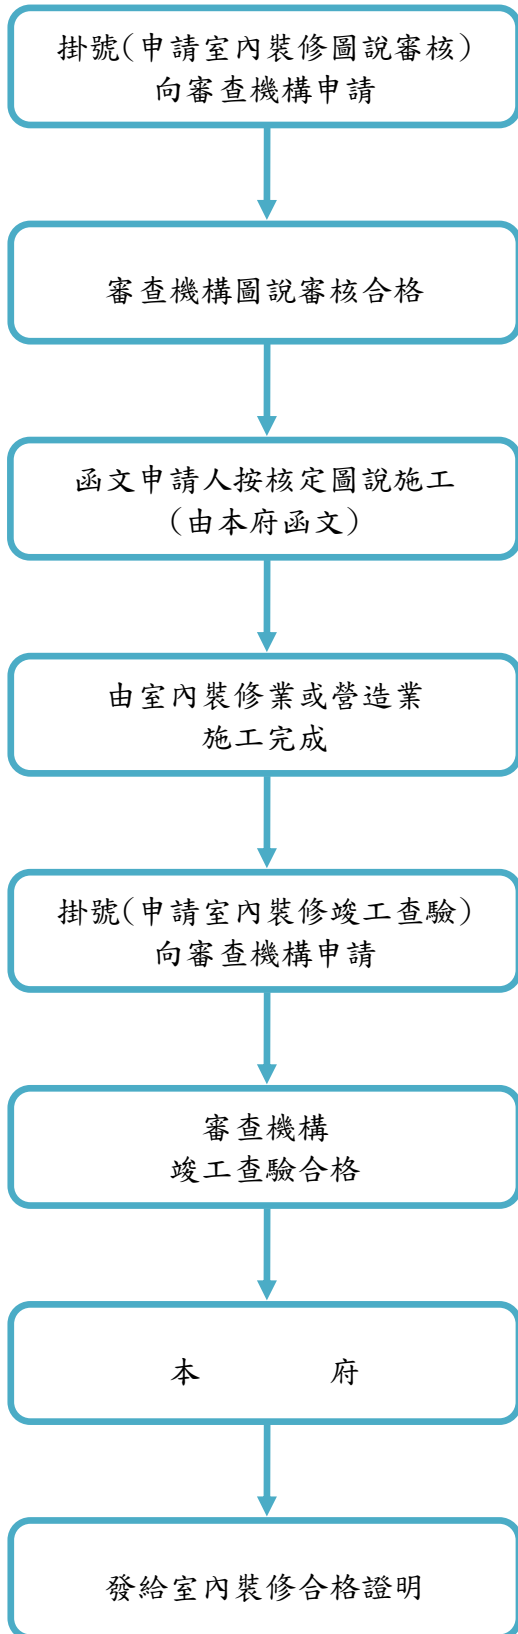 掛號(申請室內裝修圖說審核)
向審查機構申請
審查機構圖說審核合格
函文申請人按核定圖說施工
(由本府函文)
由室內裝修業或營造業
施工完成
掛號(申請室內裝修竣工查驗)
向審查機構申請
審查機構
竣工查驗合格
本　　　　府
發給室內裝修合格證明